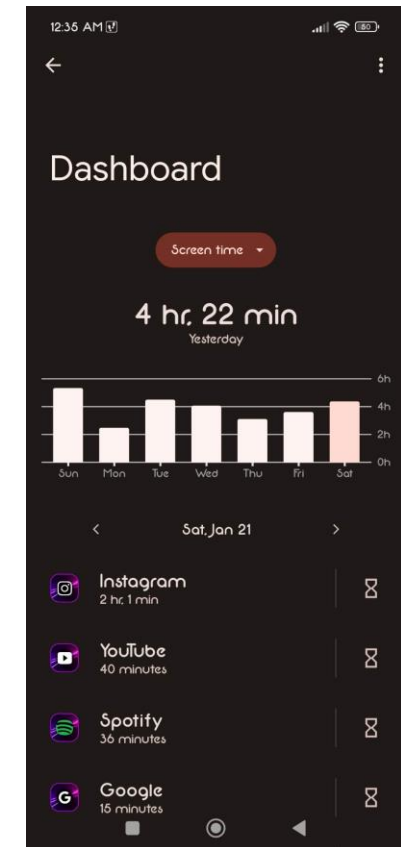 12:35 AM
60
Dashboard
Screen time
4 hr, 22 min
Yesterday
6h
4h
2h
0h
Sun Mon Tue Wed Thu Fri Sat
Sat, Jan 21
Instagram
2 hr, 1 min
YouTube
40 minutes
Spotify
36 minutes
G
Google
15 minutes